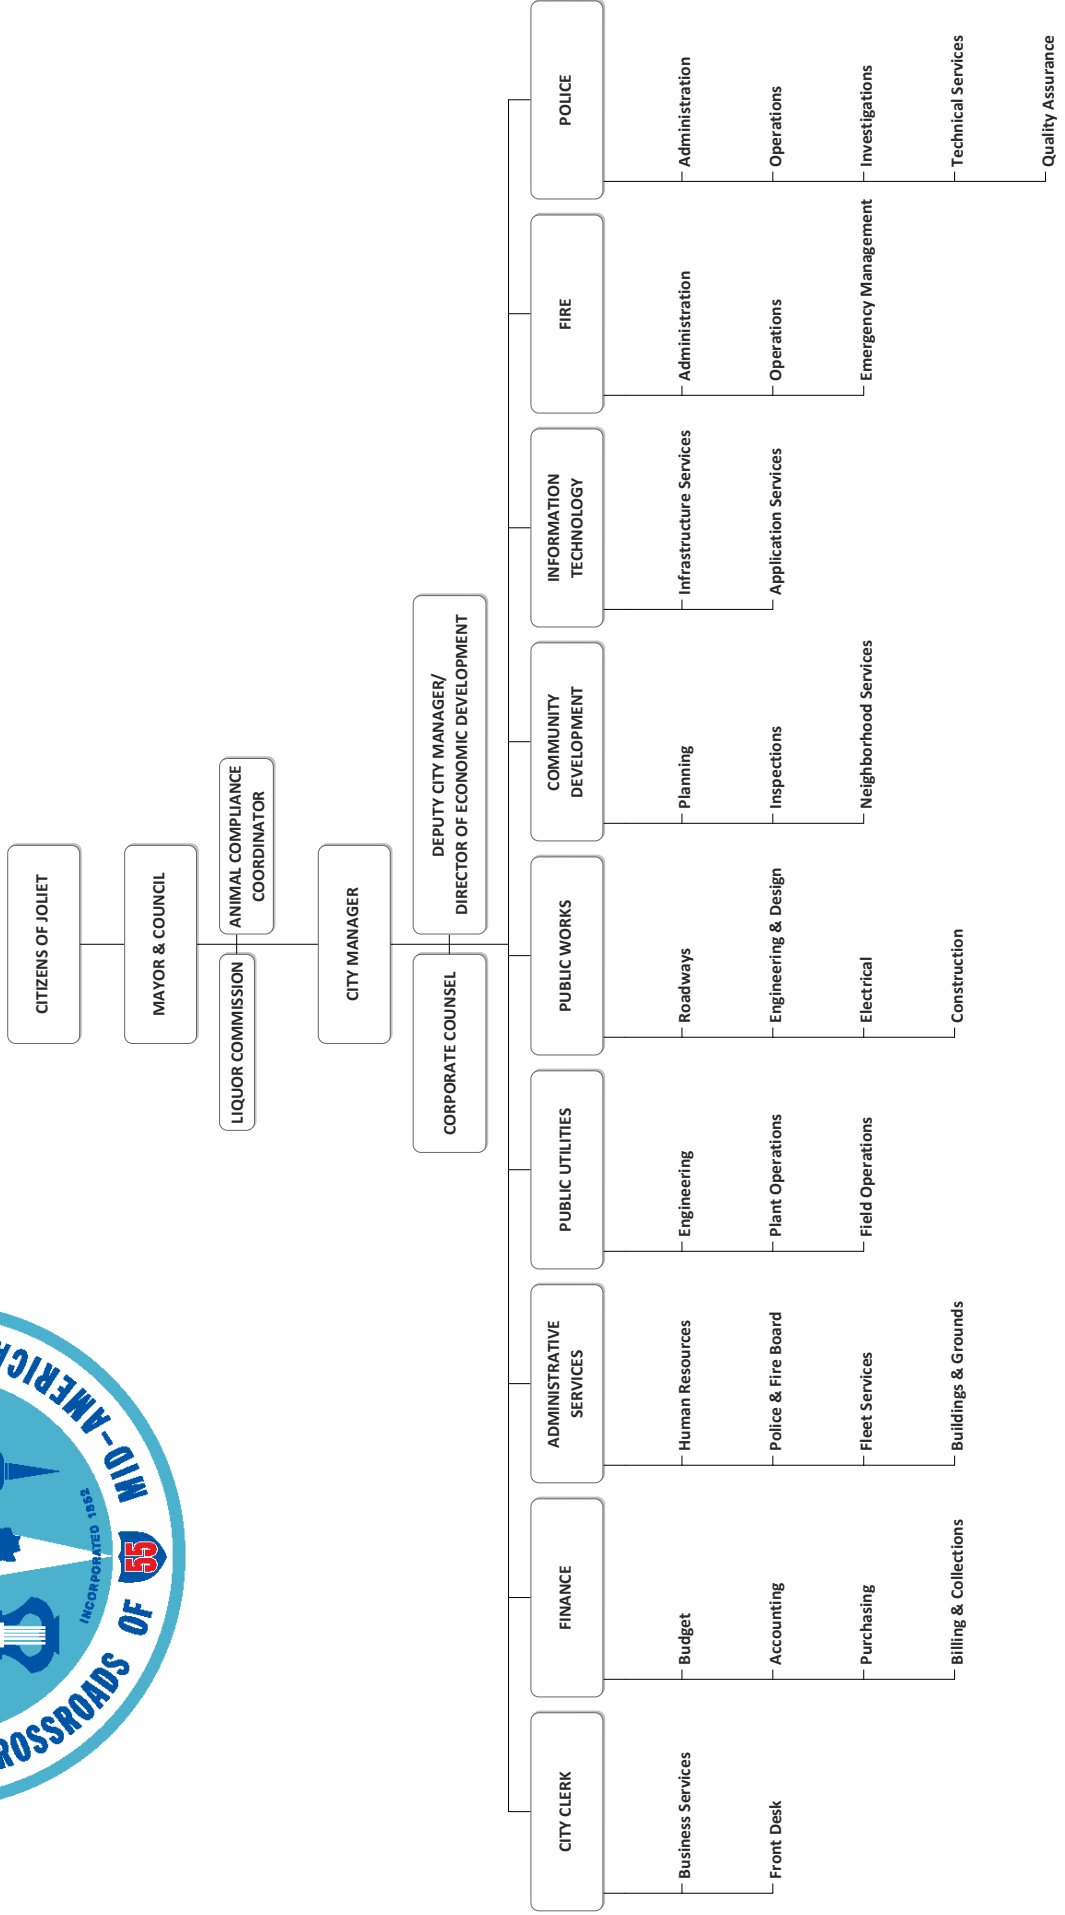 CITIZENS OF JOLIET
MAYOR & COUNCIL
LIQUOR COMMISSION
ANIMAL COMPLIANCE
COORDINATOR
CITY MANAGER
CORPORATE COUNSEL
DEPUTY CITY MANAGER/
DIRECTOR OF ECONOMIC DEVELOPMENT
CITY CLERK
Business Services
Front Desk
FINANCE
Budget
Accounting
Purchasing
Billing & Collections
ADMINISTRATIVE
SERVICES
Human Resources
Police & Fire Board
Fleet Services
Buildings & Grounds
PUBLIC UTILITIES
Engineering
Plant Operations
Field Operations
PUBLIC WORKS
Roadways
Engineering & Design
Electrical
Construction
COMMUNITY
DEVELOPMENT
Planning
Inspections
Neighborhood Services
INFORMATION
TECHNOLOGY
Infrastructure Services
Application Services
FIRE
Administration
Operations
Emergency Management
POLICE
Administration
Operations
Investigations
Technical Services
Quality Assurance
INCORPORATED 1852
ROSSROADS OF 55 MID-AMERICA